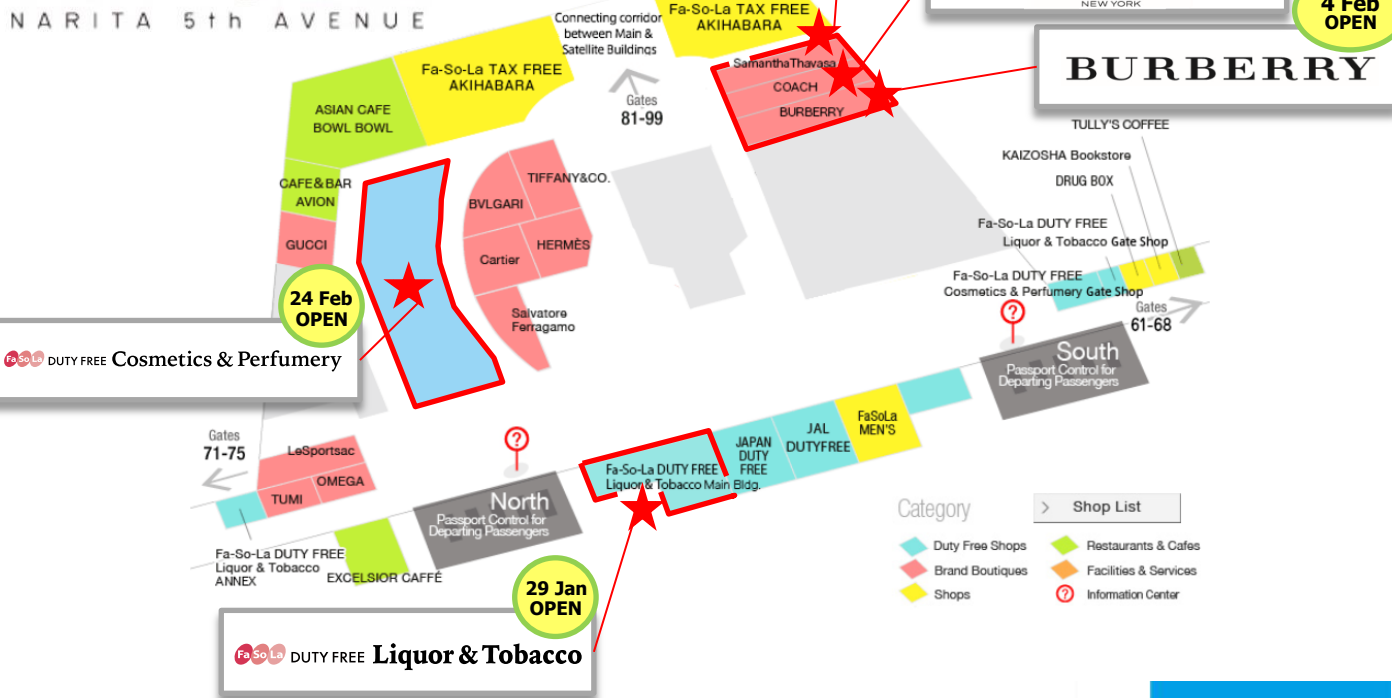 NARITA 5th AVENUE
Connecting corridor
between Main &
Satellite Buildings
Fa-So-La TAX FREE
AKIHABARA
NEW YORK
4 Feb
OPEN
BURBERRY
Fa-So-La TAX FREE
AKIHABARA
SamanthaThavasa
COACH
BURBERRY
Gates
81-99
ASIAN CAFE
BOWL BOWL
TULLY'S COFFEE
KAIZOSHA Bookstore
DRUG BOX
Fa-So-La DUTY FREE
Liquor & Tobacco Gate Shop
Fa-So-La DUTY FREE
Cosmetics & Perfumery Gate Shop
Gates
61-68
CAFE&BAR
AVION
GUCCI
TIFFANY&CO.
BVLGARI
HERMÈS
Cartier
Salvatore
Ferragamo
24 Feb
OPEN
Fa So La DUTY FREE Cosmetics & Perfumery
?
South
Passport Control for
Departing Passengers
FaSoLa
MEN'S
JAL
DUTYFREE
JAPAN
DUTY
FREE
Fa-So-La DUTY FREE
Liquor & Tobacco Main Bldg.
Gates
71-75
LeSportsac
OMEGA
TUMI
?
North
Passport Control for
Departing Passengers
Fa-So-La DUTY FREE
Liquor & Tobacco
ANNEX
EXCELSIOR CAFFÉ
29 Jan
OPEN
Fa So La DUTY FREE Liquor & Tobacco
Category
> Shop List
Duty Free Shops
Restaurants & Cafes
Brand Boutiques
Facilities & Services
Shops
? Information Center